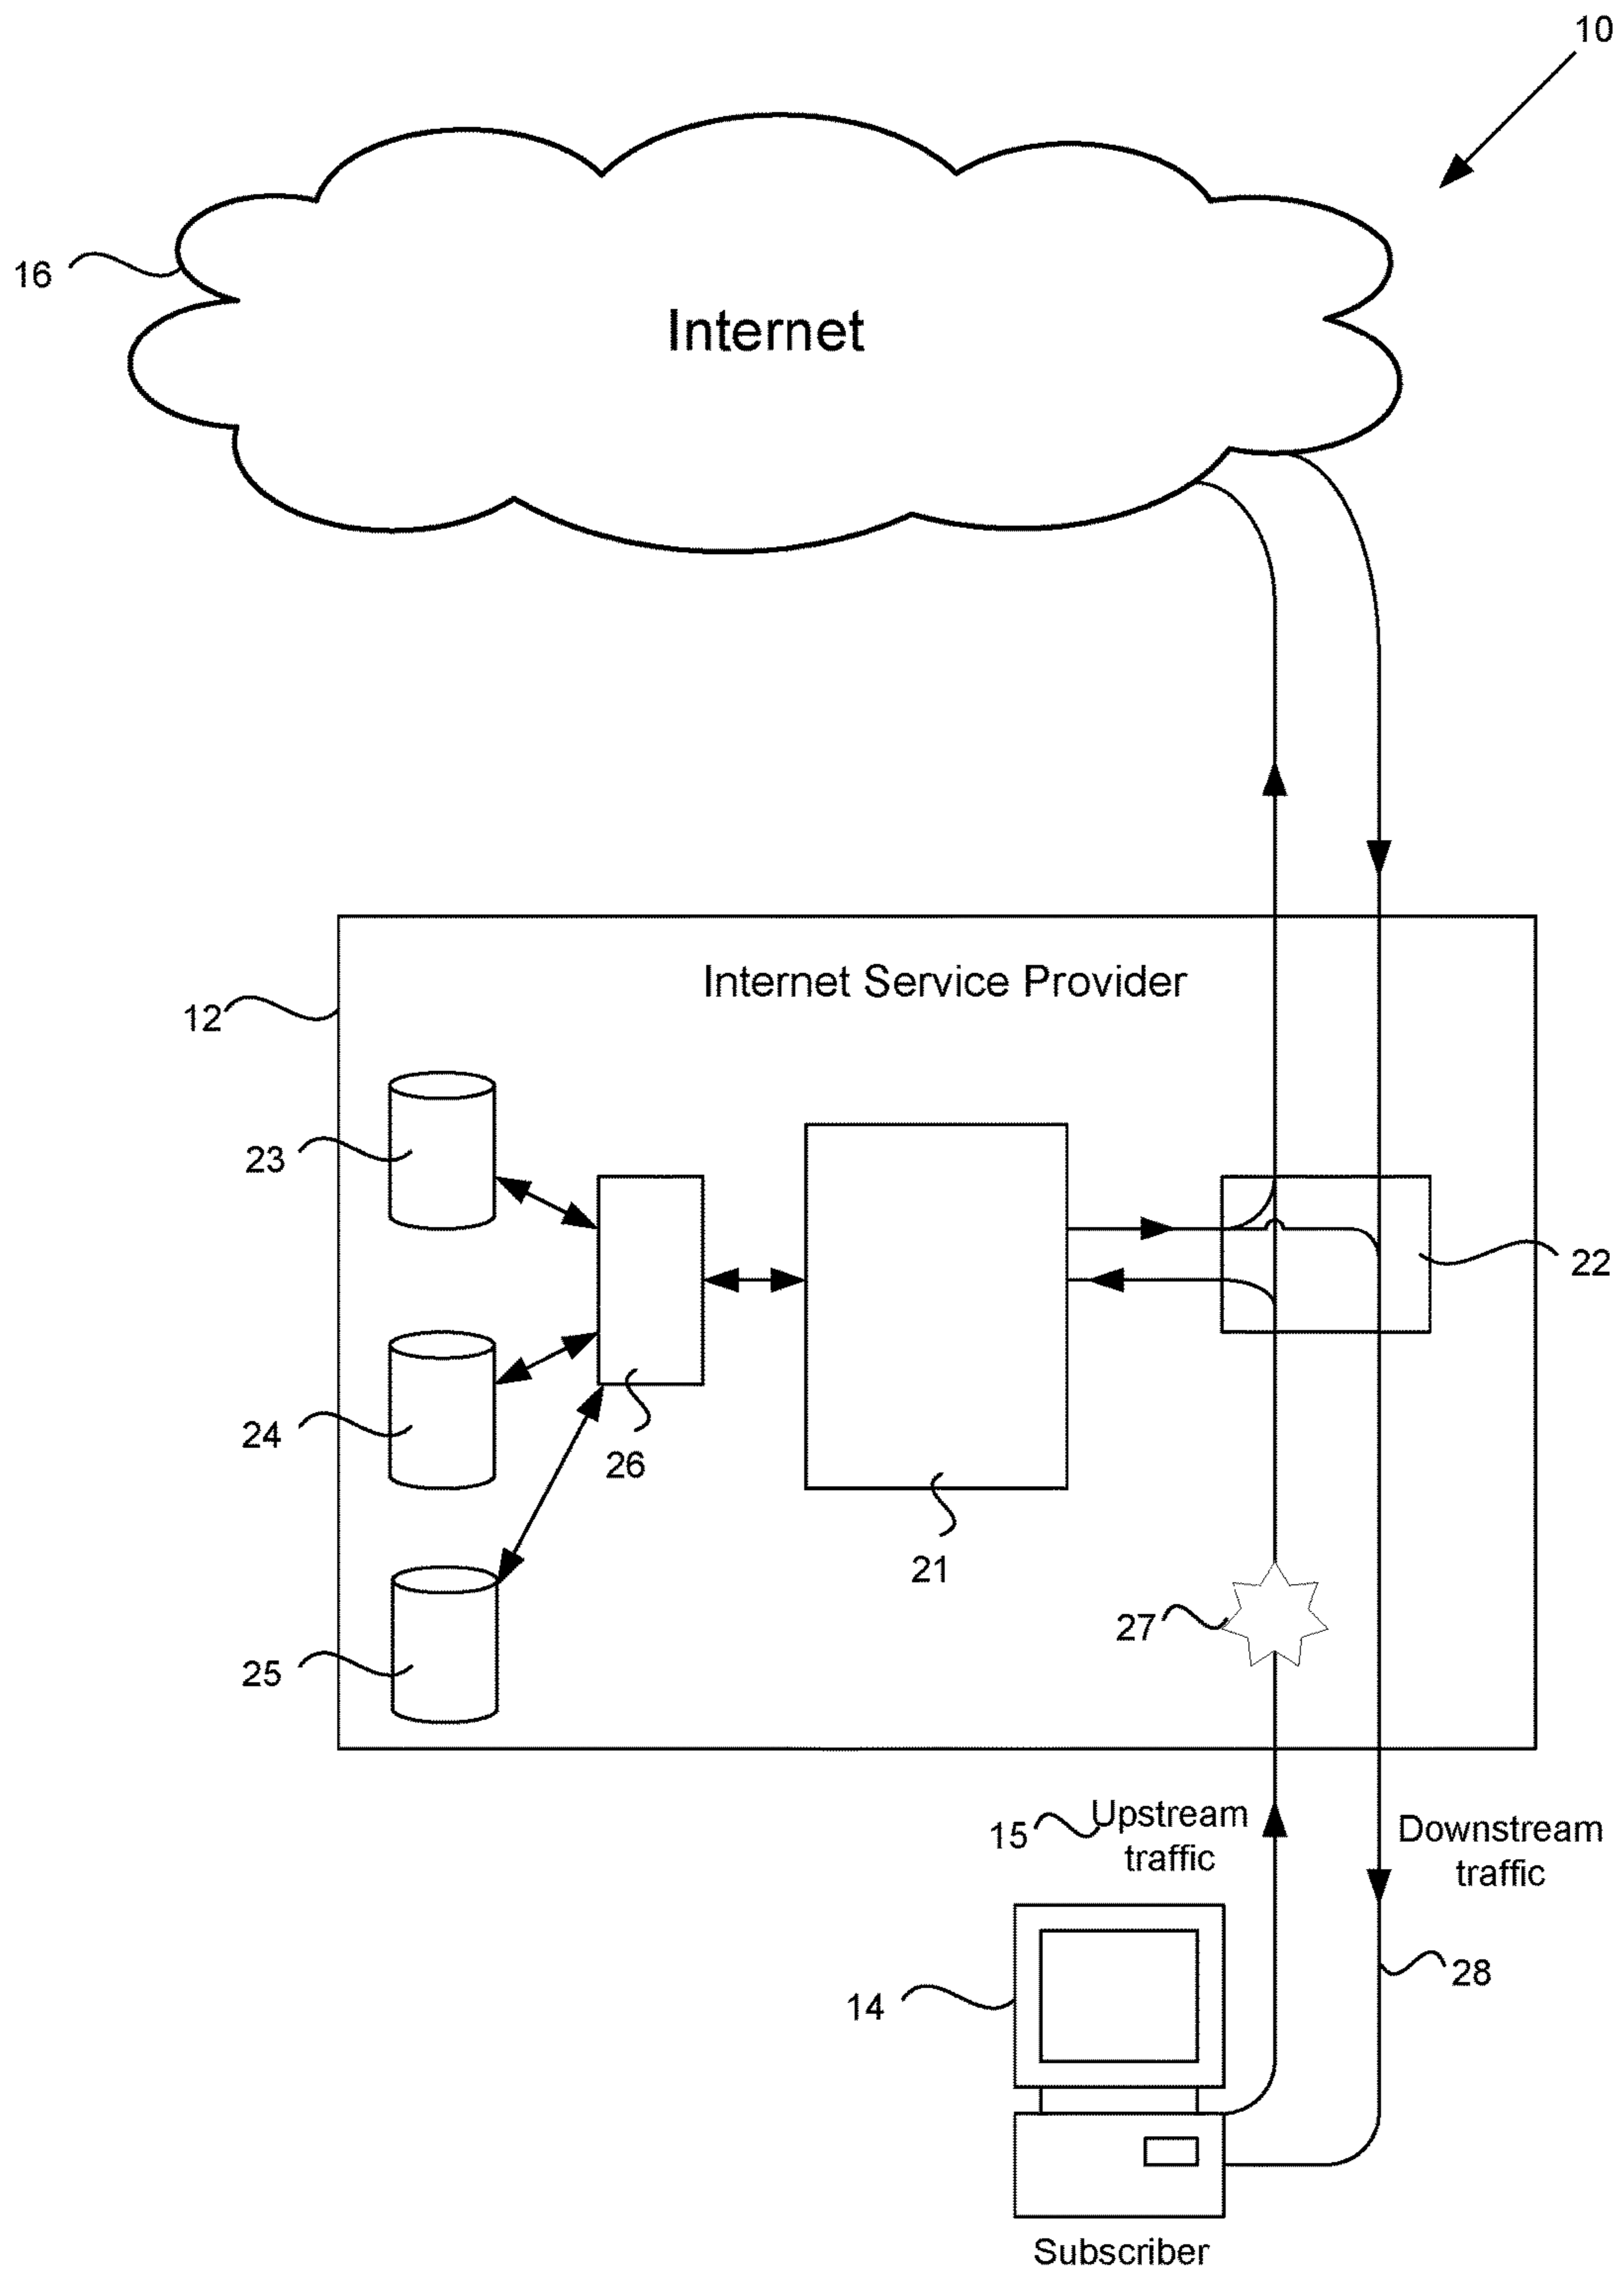 10
16
Internet
Internet Service Provider
12
23
22
24
26
21
27
25
15
Upstream
traffic
Downstream
traffic
28
14
Subscriber